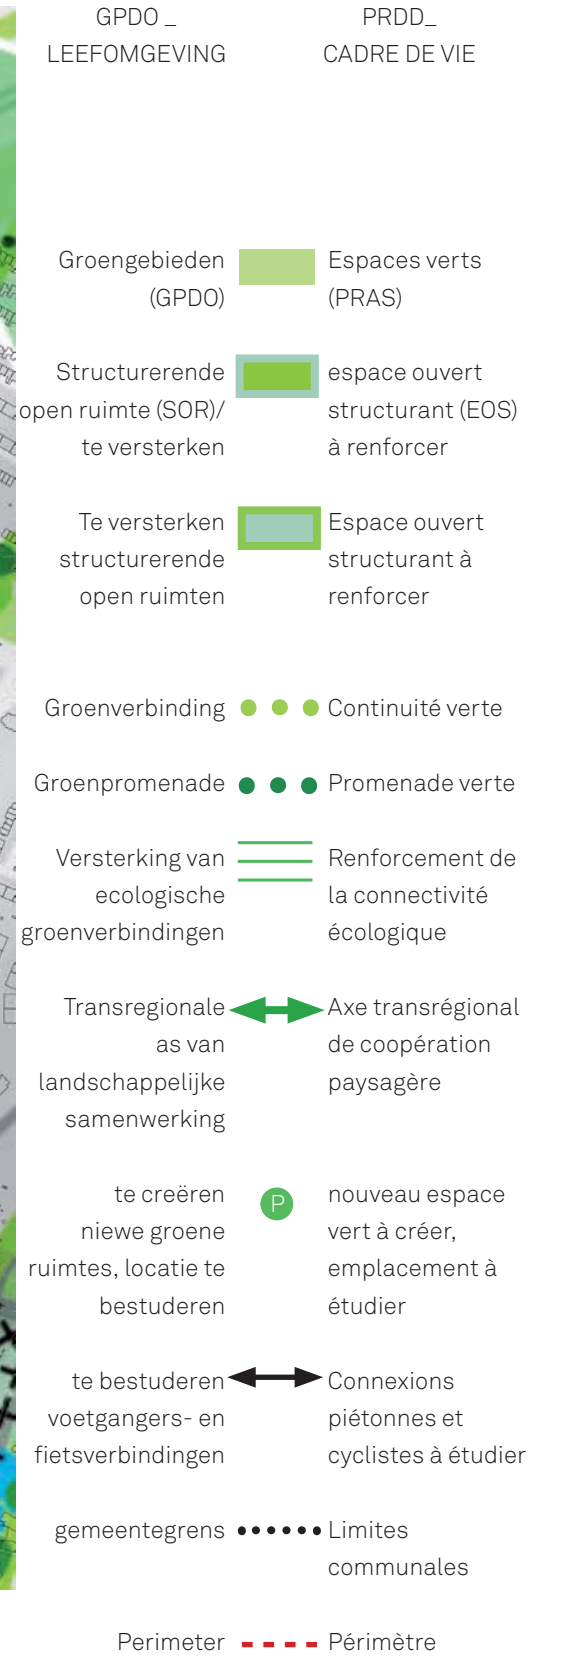 GPDO _
LEEFOMGEVING
PRDD_
CADRE DE VIE
Groengebieden
(GPDO)
Espaces verts
(PRAS)
Structurerende
open ruimte (SOR)/
te versterken
espace ouvert
structurant (EOS)
à renforcer
Te versterken
structurerende
open ruimten
Espace ouvert
structurant à
renforcer
Groenverbinding
Continuité verte
Groenpromenade
Promenade verte
Versterking van
ecologische
groenverbindingen
Renforcement de
la connectivité
écologique
Transregionale
as van
landschappelijke
samenwerking
Axe transrégional
de coopération
paysagère
te creëren
niewe groene
ruimtes, locatie te
bestuderen
P
nouveau espace
vert à créer,
emplacement à
étudier
te bestuderen
voetgangers- en
fietsverbindingen
Connexions
piétonnes et
cyclistes à étudier
gemeentegrens
Limites
communales
Perimeter
Périmètre